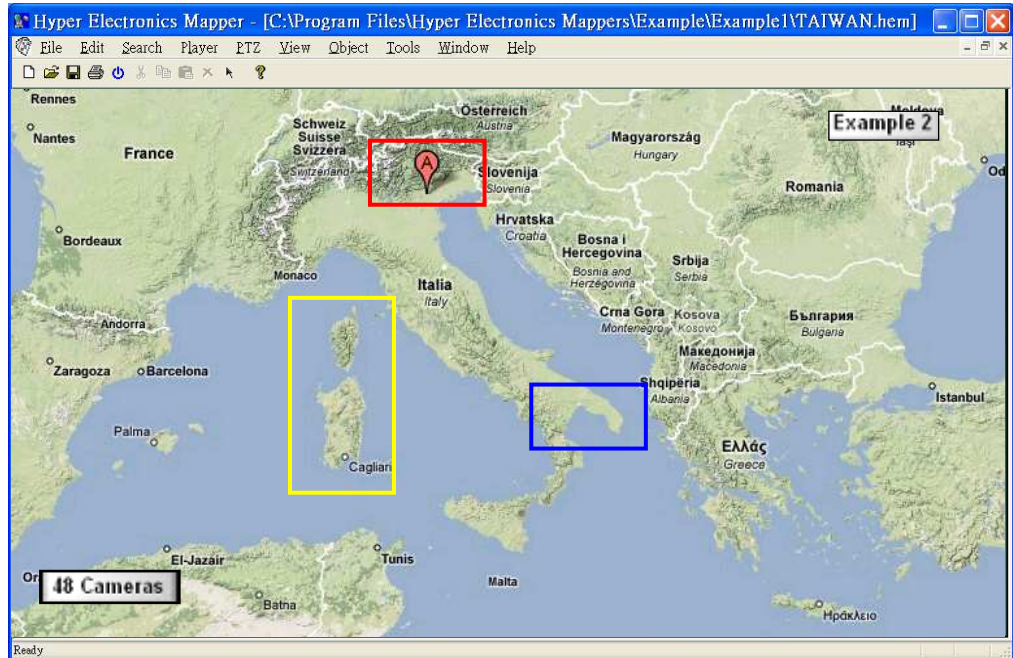 Hyper Electronics Mapper - [C:\Program Files\Hyper Electronics Mappers\Example\Example1\TAIWAN.hem]
File Edit Search Player PTZ View Object Tools Window Help
Rennes
Nantes
France
Bordeaux
Schweiz
Suisse
Svizzera
Switzerland
Österreich
Austria
A
Slovenija
Slovenia
Magyarország
Hungary
Moldova
Example 2
Iași
Romania
Hrvatska
Croatia
Bosna i
Hercegovina
Bosnia and
Herzegovina
Srbija
Serbia
Monaco
Italia
Italy
Crna Gora
Montenegro
Kosova
Kosovo
България
Bulgaria
Македонија
Macedonia
Andorra
Zaragoza
Barcelona
Shqipëria
Albania
Istanbul
Palma
Cagliari
Ελλάς
Greece
El-Jazair
Tunis
Malta
48 Cameras
Batna
Ηράκλειο
Ready